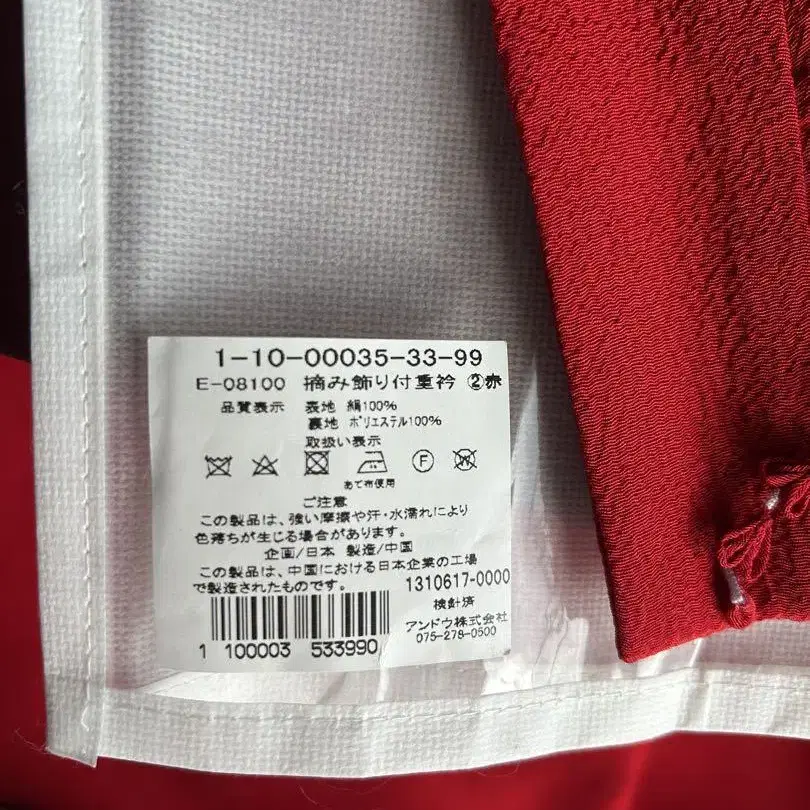 1-10-00035-33-99
E-08100 摘み飾り付重衿 ②赤
品質表示 表地 絹100%
裏地 ポリエステル100%
取扱い表示
あて布使用
F W
ご注意
この製品は、強い摩擦や汗・水濡れにより
色落ちが生じる場合があります。
企画/日本 製造/中国
この製品は、中国における日本企業の工場
で製造されたものです。
1310617-0000
検針済
アンドウ株式会社
075-278-0500
1 100003 533990